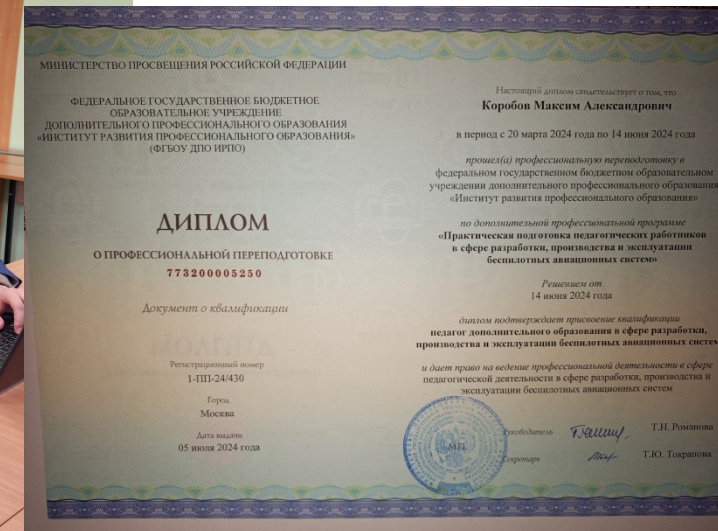 МИНИСТЕРСТВО ПРОСВЕЩЕНИЯ РОССИЙСКОЙ ФЕДЕРАЦИИ
ФЕДЕРАЛЬНОЕ ГОСУДАРСТВЕННОЕ БЮДЖЕТНОЕ
ОБРАЗОВАТЕЛЬНОЕ УЧРЕЖДЕНИЕ
ДОПОЛНИТЕЛЬНОГО ПРОФЕССИОНАЛЬНОГО ОБРАЗОВАНИЯ
«ИНСТИТУТ РАЗВИТИЯ ПРОФЕССИОНАЛЬНОГО ОБРАЗОВАНИЯ»
(ФГБОУ ДПО ИРПО)
ДИПЛОМ
О ПРОФЕССИОНАЛЬНОЙ ПЕРЕПОДГОТОВКЕ
773200005250
Документ о квалификации
Регистрационный номер
1-ПП-24/430
Город
Москва
Дата выдачи
05 июля 2024 года
Настоящий диплом свидетельствует о том, что
Коробов Максим Александрович
в период с 20 марта 2024 года по 14 июня 2024 года
прошел(а) профессиональную переподготовку в
федеральном государственном бюджетном образовательном
учреждении дополнительного профессионального образования
«Институт развития профессионального образования»
по дополнительной профессиональной программе
«Практическая подготовка педагогических работников
в сфере разработки, производства и эксплуатации
беспилотных авиационных систем»
Решением от
14 июня 2024 года
диплом подтверждает присвоение квалификации
педагог дополнительного образования в сфере разработки,
производства и эксплуатации беспилотных авиационных систем
и дает право на ведение профессиональной деятельности в сфере
педагогической деятельности в сфере разработки, производства и
эксплуатации беспилотных авиационных систем
Руководитель Т.Н. Романова
М.П.
Секретарь Т.Ю. Токранова